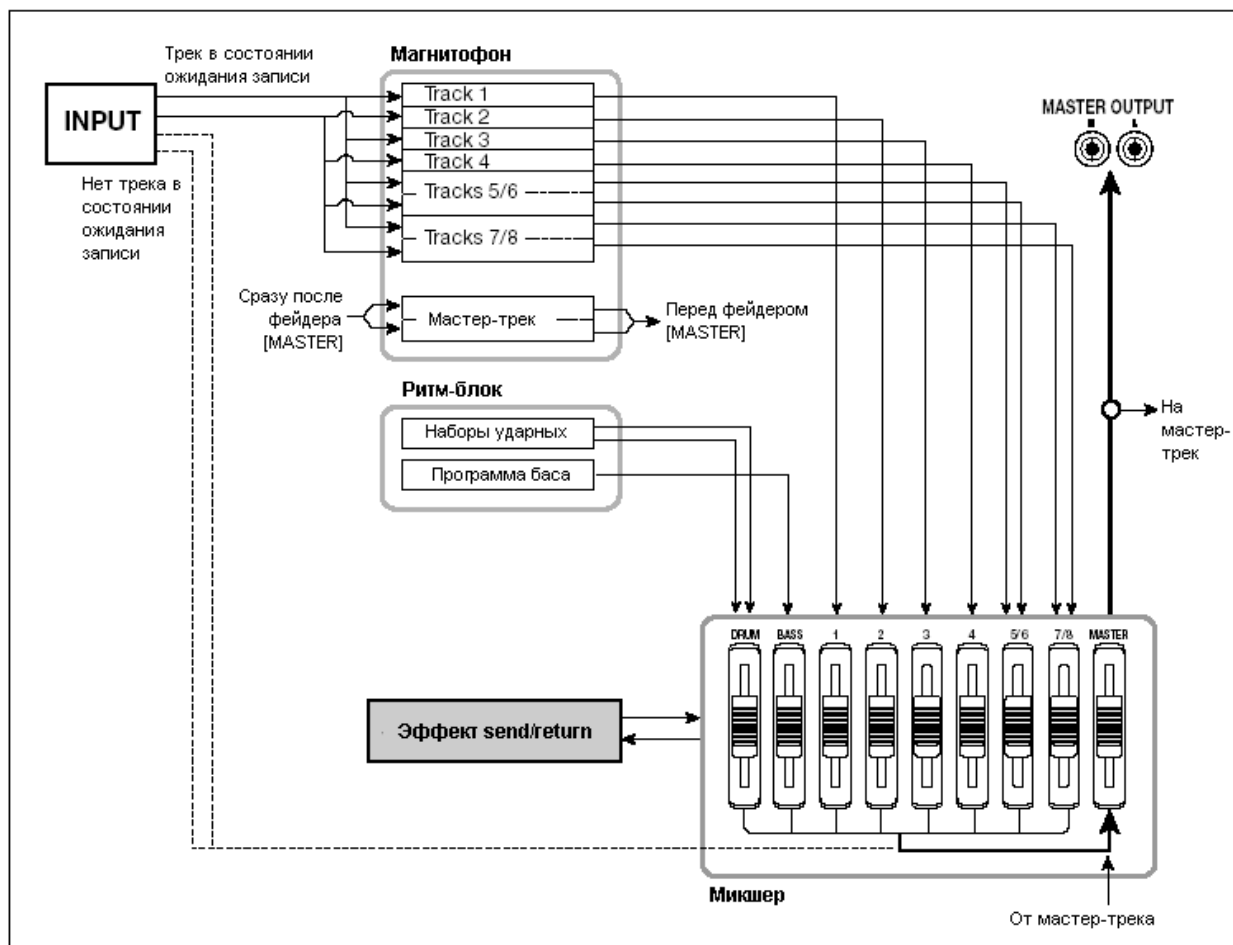 Трек в состоянии
ожидания записи
Магнитофон
INPUT
Track 1
Track 2
Track 3
Track 4
Tracks 5/6
Tracks 7/8
MASTER OUTPUT
Нет трека в
состоянии
ожидания
записи
Сразу после
фейдера
[MASTER]
Мастер-трек
Перед фейдером
[MASTER]
Ритм-блок
Наборы ударных
Программа баса
На
мастер-
трек
DRUM BASS 1 2 3 4 5/6 7/8 MASTER
Эффект send/return
Микшер
От мастер-трека